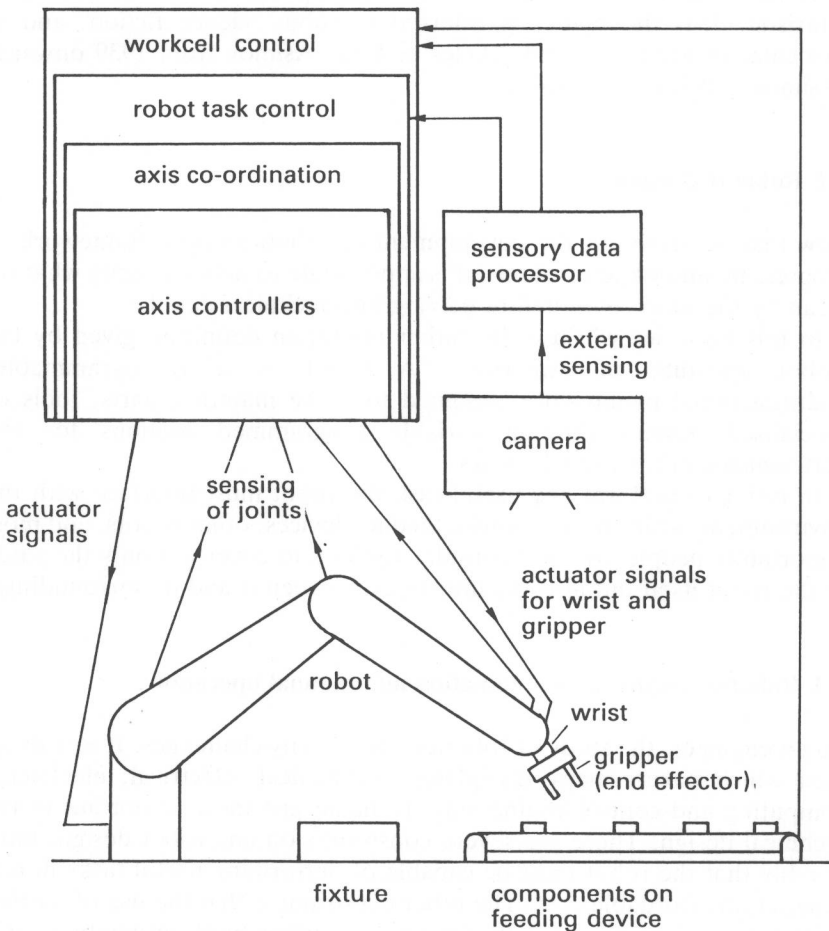 workcell control
robot task control
axis co-ordination
axis controllers
sensory data
processor
external
sensing
camera
actuator
signals
sensing
of joints
actuator signals
for wrist and
gripper
robot
wrist
gripper
(end effector)
fixture
components on
feeding device